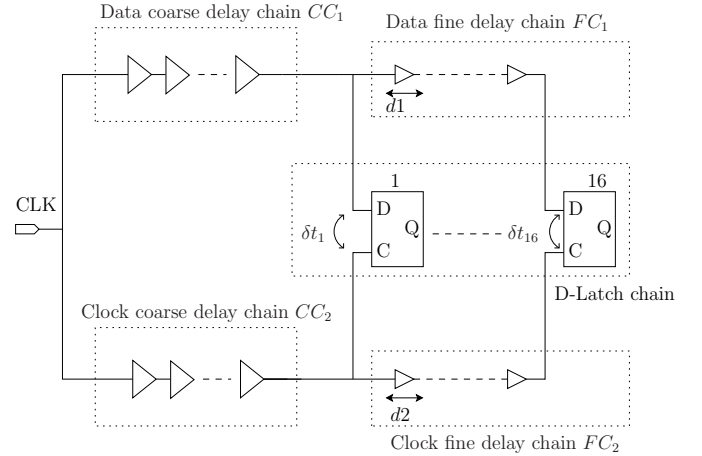 Data coarse delay chain CC₁
Data fine delay chain FC₁
d1
1
16
CLK
D
Q
C
δt₁
δt₁₆
D
Q
C
D-Latch chain
Clock coarse delay chain CC₂
d2
Clock fine delay chain FC₂